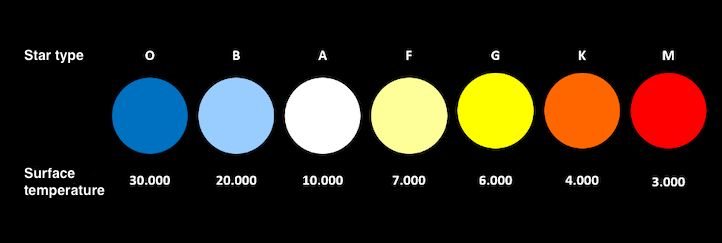 Star type O B A F G K M
Surface
temperature 30.000 20.000 10.000 7.000 6.000 4.000 3.000